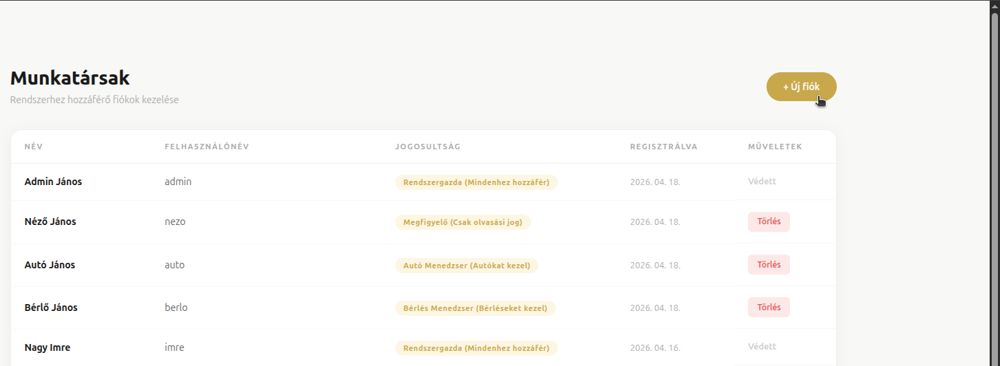 Munkatársak
Rendszerhez hozzáférő fiókok kezelése
+ Új fiók
NÉV FELHASZNÁLÓNÉV JOGOSULTSÁG REGISZTRÁLVA MŰVELETEK
Admin János admin Rendszergazda (Mindenhez hozzáfér) 2026. 04. 18. Védett
Néző János nezo Megfigyelő (Csak olvasási jog) 2026. 04. 18. Törlés
Autó János auto Autó Menedzser (Autókat kezel) 2026. 04. 18. Törlés
Bérlő János berlo Bérlés Menedzser (Bérléseket kezel) 2026. 04. 18. Törlés
Nagy Imre imre Rendszergazda (Mindenhez hozzáfér) 2026. 04. 16. Védett